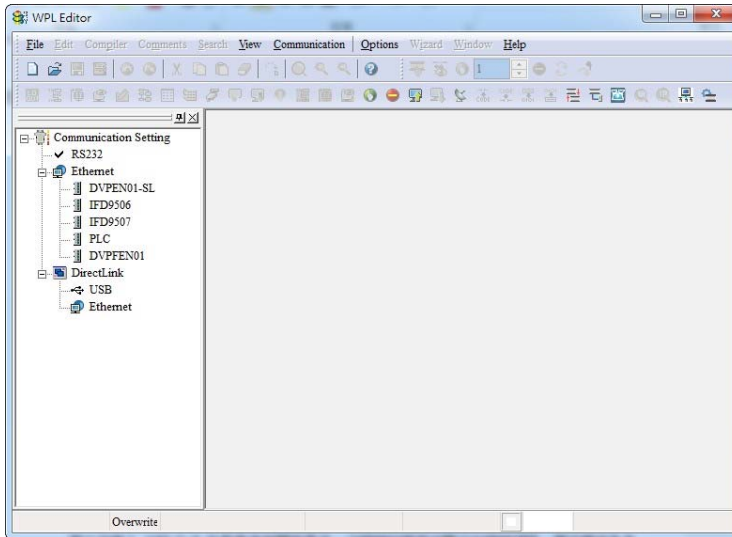 WPL Editor
File Edit Compiler Comments Search View Communication Options Wizard Window Help
1
Communication Setting
RS232
Ethernet
DVPEN01-SL
IFD9506
IFD9507
PLC
DVPFEN01
DirectLink
USB
Ethernet
Overwrite